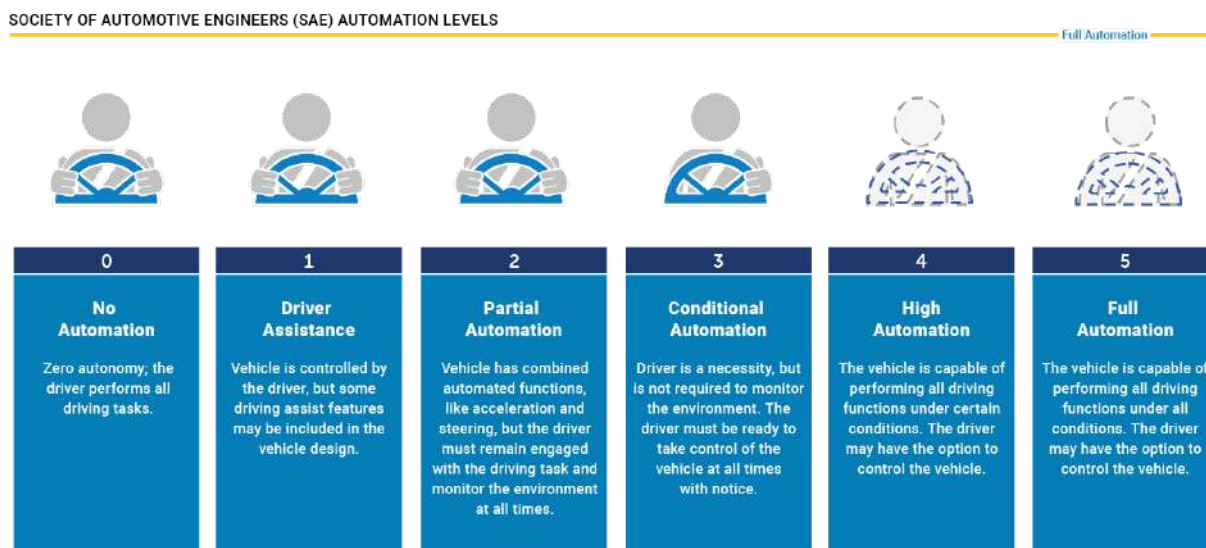 SOCIETY OF AUTOMOTIVE ENGINEERS (SAE) AUTOMATION LEVELS
Full Automation
0
No
Automation
Zero autonomy; the
driver performs all
driving tasks.
1
Driver
Assistance
Vehicle is controlled by
the driver, but some
driving assist features
may be included in the
vehicle design.
2
Partial
Automation
Vehicle has combined
automated functions,
like acceleration and
steering, but the driver
must remain engaged
with the driving task and
monitor the environment
at all times.
3
Conditional
Automation
Driver is a necessity, but
is not required to monitor
the environment. The
driver must be ready to
take control of the
vehicle at all times
with notice.
4
High
Automation
The vehicle is capable of
performing all driving
functions under certain
conditions. The driver
may have the option to
control the vehicle.
5
Full
Automation
The vehicle is capable of
performing all driving
functions under all
conditions. The driver
may have the option to
control the vehicle.